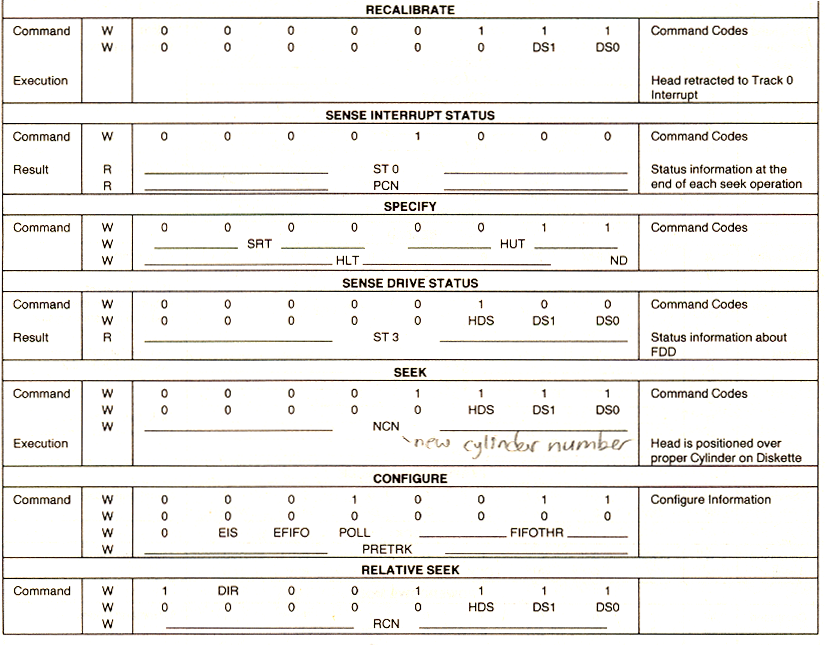 RECALIBRATE
Command W 0 0 0 0 0 1 1 1 Command Codes
W 0 0 0 0 0 0 DS1 DS0
Execution Head retracted to Track 0
Interrupt
SENSE INTERRUPT STATUS
Command W 0 0 0 0 1 0 0 0 Command Codes
Result R ST 0 Status information at the
R PCN end of each seek operation
SPECIFY
Command W 0 0 0 0 0 0 1 1 Command Codes
W SRT HUT
W HLT ND
SENSE DRIVE STATUS
Command W 0 0 0 0 0 1 0 0 Command Codes
W 0 0 0 0 0 HDS DS1 DS0
Result R ST 3 Status information about
FDD
SEEK
Command W 0 0 0 0 1 1 1 1 Command Codes
W 0 0 0 0 0 HDS DS1 DS0
W NCN
new cylinder number
Execution Head is positioned over
proper Cylinder on Diskette
CONFIGURE
Command W 0 0 0 1 0 0 1 1 Configure Information
W 0 0 0 0 0 0 0 0
W 0 EIS EFIFO POLL FIFOTHR
W PRETRK
RELATIVE SEEK
Command W 1 DIR 0 0 1 1 1 1
W 0 0 0 0 0 HDS DS1 DS0
W RCN